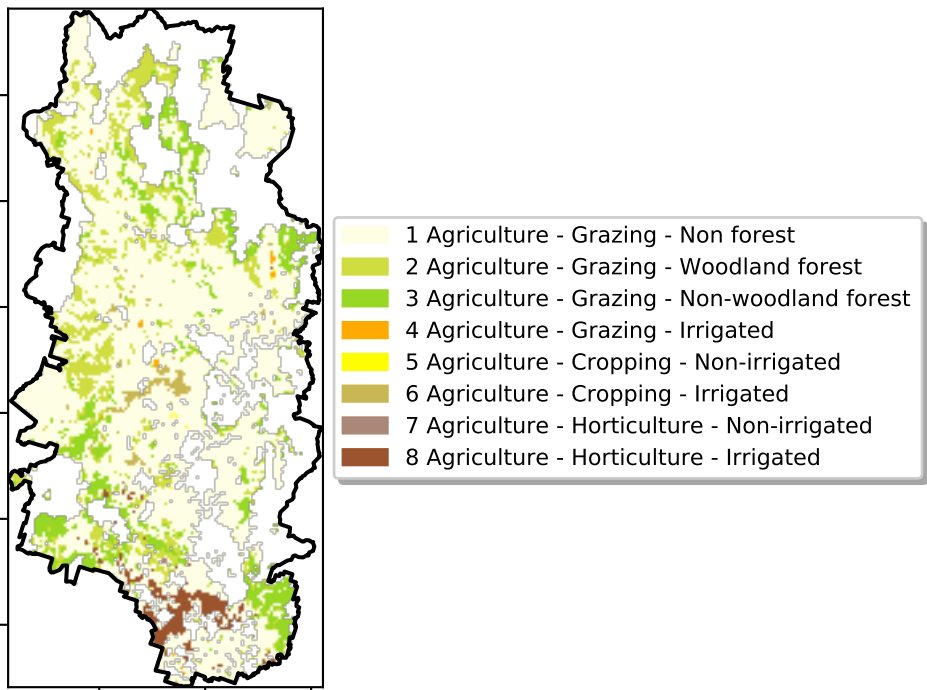 1 Agriculture - Grazing - Non forest
2 Agriculture - Grazing - Woodland forest
3 Agriculture - Grazing - Non-woodland forest
4 Agriculture - Grazing - Irrigated
5 Agriculture - Cropping - Non-irrigated
6 Agriculture - Cropping - Irrigated
7 Agriculture - Horticulture - Non-irrigated
8 Agriculture - Horticulture - Irrigated